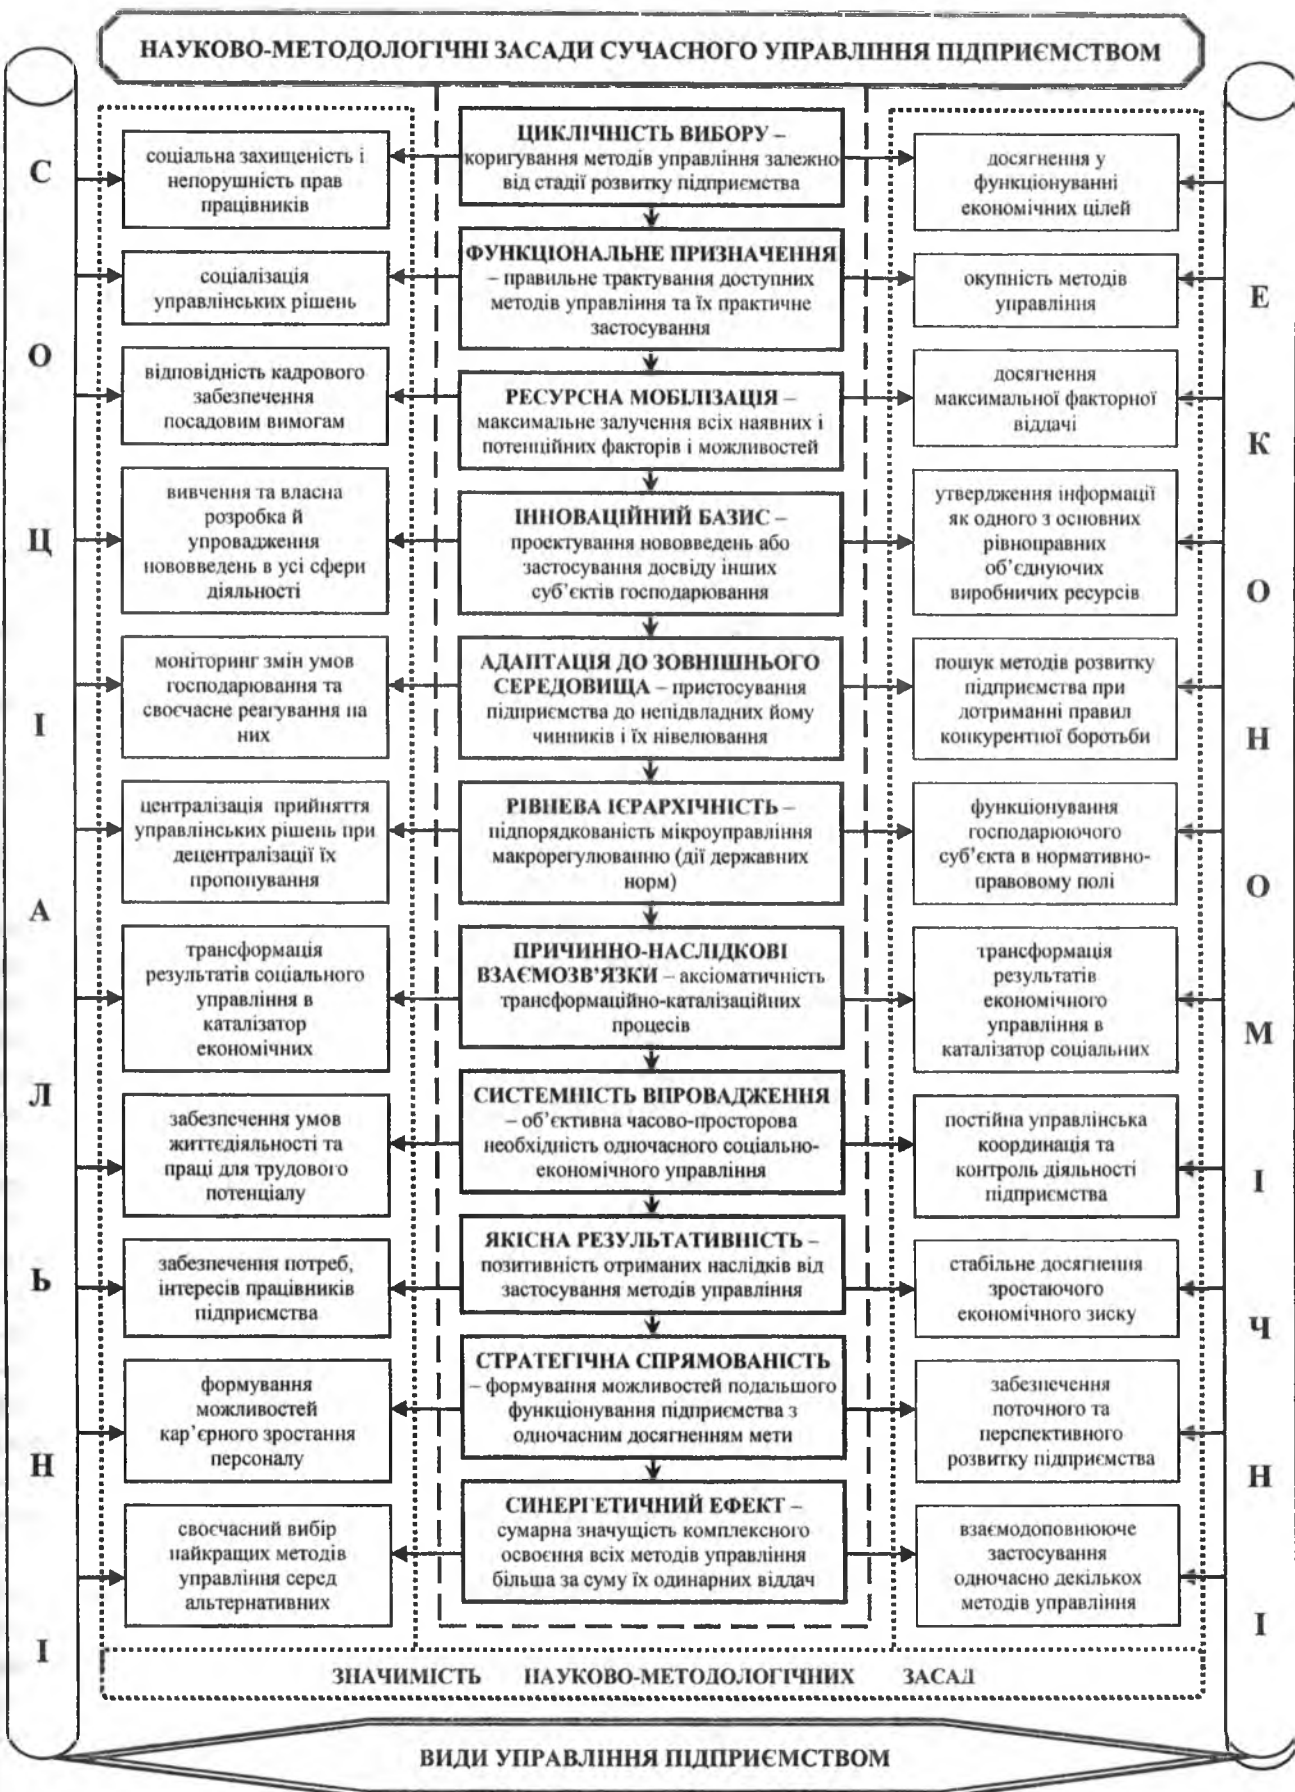 НАУКОВО-МЕТОДОЛОГІЧНІ ЗАСАДИ СУЧАСНОГО УПРАВЛІННЯ ПІДПРИЄМСТВОМ
СОЦІАЛЬНІ
соціальна захищеність і
непорушність прав
працівників
ЦИКЛІЧНІСТЬ ВИБОРУ –
коригування методів управління залежно
від стадії розвитку підприємства
досягнення у
функціонуванні
економічних цілей
соціалізація
управлінських рішень
ФУНКЦІОНАЛЬНЕ ПРИЗНАЧЕННЯ
– правильне трактування доступних
методів управління та їх практичне
застосування
окупність методів
управління
відповідність кадрового
забезпечення
посадовим вимогам
РЕСУРСНА МОБІЛІЗАЦІЯ –
максимальне залучення всіх наявних і
потенційних факторів і можливостей
досягнення
максимальної факторної
віддачі
вивчення та власна
розробка й
упровадження
нововведень в усі сфери
діяльності
ІННОВАЦІЙНИЙ БАЗИС –
проектування нововведень або
застосування досвіду інших
суб’єктів господарювання
утвердження інформації
як одного з основних
рівноправних
об’єднуючих
виробничих ресурсів
моніторинг змін умов
господарювання та
своєчасне реагування на
них
АДАПТАЦІЯ ДО ЗОВНІШНЬОГО
СЕРЕДОВИЩА – пристосування
підприємства до непідвладних йому
чинників і їх нівелювання
пошук методів розвитку
підприємства при
дотриманні правил
конкурентної боротьби
централізація прийняття
управлінських рішень при
децентралізації їх
пропонування
РІВНЕВА ІЄРАРХІЧНІСТЬ –
підпорядкованість мікроуправління
макрорегулюванню (дії державних
норм)
функціонування
господарюючого
суб’єкта в нормативно-
правовому полі
трансформація
результатів соціального
управління в
каталізатор
економічних
ПРИЧИННО-НАСЛІДКОВІ
ВЗАЄМОЗВ’ЯЗКИ – аксіоматичність
трансформаційно-каталізаційних
процесів
трансформація
результатів
економічного
управління в
каталізатор соціальних
забезпечення умов
життєдіяльності та
праці для трудового
потенціалу
СИСТЕМНІСТЬ ВПРОВАДЖЕННЯ
– об’єктивна часово-просторова
необхідність одночасного соціально-
економічного управління
постійна управлінська
координація та
контроль діяльності
підприємства
забезпечення потреб,
інтересів працівників
підприємства
ЯКІСНА РЕЗУЛЬТАТИВНІСТЬ –
позитивність отриманих наслідків від
застосування методів управління
стабільне досягнення
зростаючого
економічного зиску
формування
можливостей
кар’єрного зростання
персоналу
СТРАТЕГІЧНА СПРЯМОВАНІСТЬ
– формування можливостей подальшого
функціонування підприємства з
одночасним досягненням мети
забезпечення
поточного та
перспективного
розвитку підприємства
своєчасний вибір
найкращих методів
управління серед
альтернативних
СИНЕРГЕТИЧНИЙ ЕФЕКТ –
сумарна значущість комплексного
освоєння всіх методів управління
більша за суму їх одинарних віддач
взаємодоповнююче
застосування
одночасно декількох
методів управління
ЕКОНОМІЧНІ
ЗНАЧИМІСТЬ НАУКОВО-МЕТОДОЛОГІЧНИХ ЗАСАД
ВИДИ УПРАВЛІННЯ ПІДПРИЄМСТВОМ